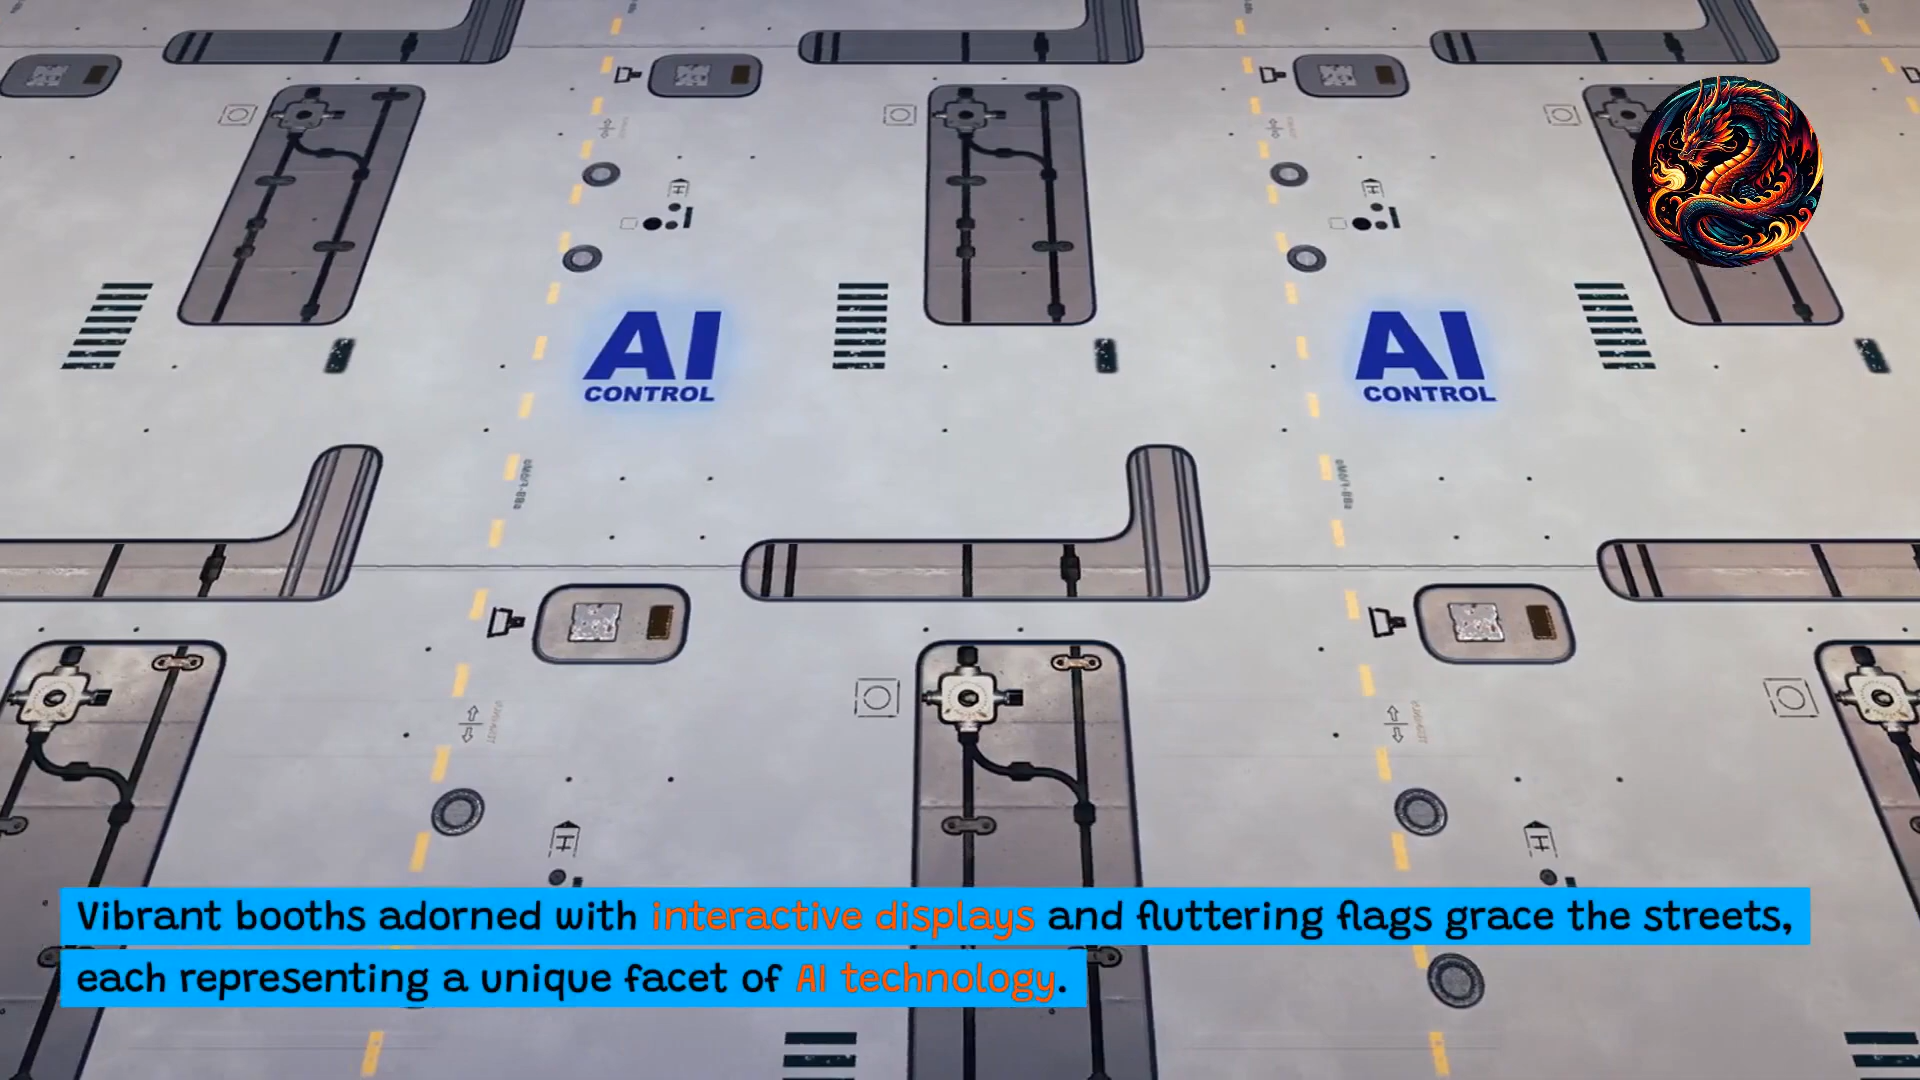 AI AI
CONTROL CONTROL
Vibrant booths adorned with interactive displays and fluttering flags grace the streets,
each representing a unique facet of AI technology.